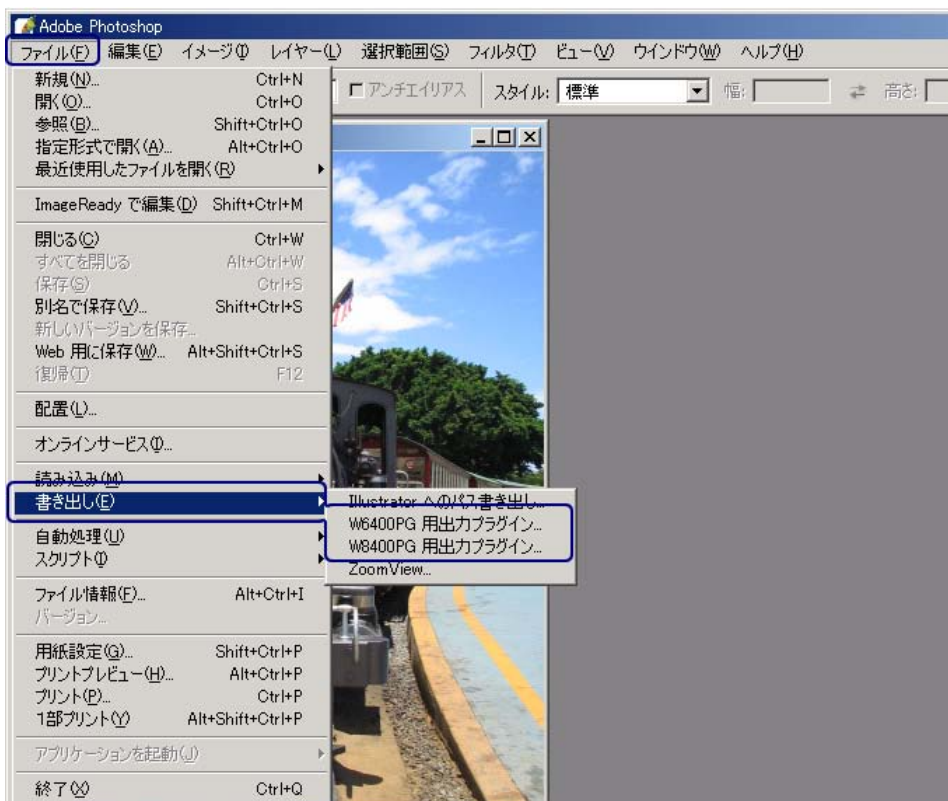 Adobe Photoshop
ファイル(F) 編集(E) イメージ(I) レイヤー(L) 選択範囲(S) フィルタ(T) ビュー(V) ウインドウ(W) ヘルプ(H)
アンチエイリアス スタイル: 標準 幅: 高さ:
新規(N)... Ctrl+N
開く(O)... Ctrl+O
参照(B)... Shift+Ctrl+O
指定形式で開く(A)... Alt+Ctrl+O
最近使用したファイルを開く(R)
ImageReady で編集(D) Shift+Ctrl+M
閉じる(C) Ctrl+W
すべてを閉じる Alt+Ctrl+W
保存(S) Ctrl+S
別名で保存(V)... Shift+Ctrl+S
新しいバージョンを保存...
Web 用に保存(W)... Alt+Shift+Ctrl+S
復帰(T) F12
配置(L)...
オンラインサービス(I)...
読み込み(M)
書き出し(E)
Illustrator へのパス書き出し...
W6400PG 用出力プラグイン...
W8400PG 用出力プラグイン...
ZoomView...
自動処理(U)
スクリプト(I)
ファイル情報(F)... Alt+Ctrl+I
バージョン...
用紙設定(G)... Shift+Ctrl+P
プリントプレビュー(H)... Alt+Ctrl+P
プリント(P)... Ctrl+P
1部プリント(Y) Alt+Shift+Ctrl+P
アプリケーションを起動(J)
終了(X) Ctrl+Q